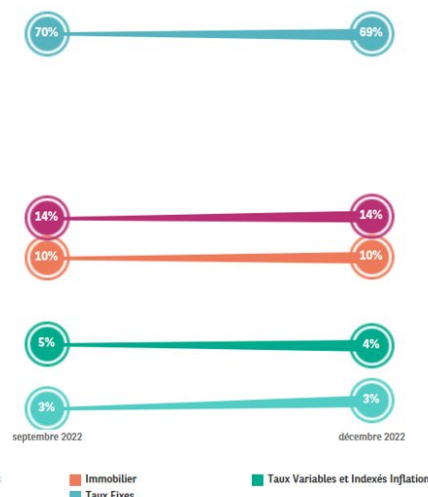 70% 69%
14% 14%
10% 10%
5% 4%
3% 3%
septembre 2022 décembre 2022
Immobilier Taux Variables et Indexés Inflation
Taux Fixes